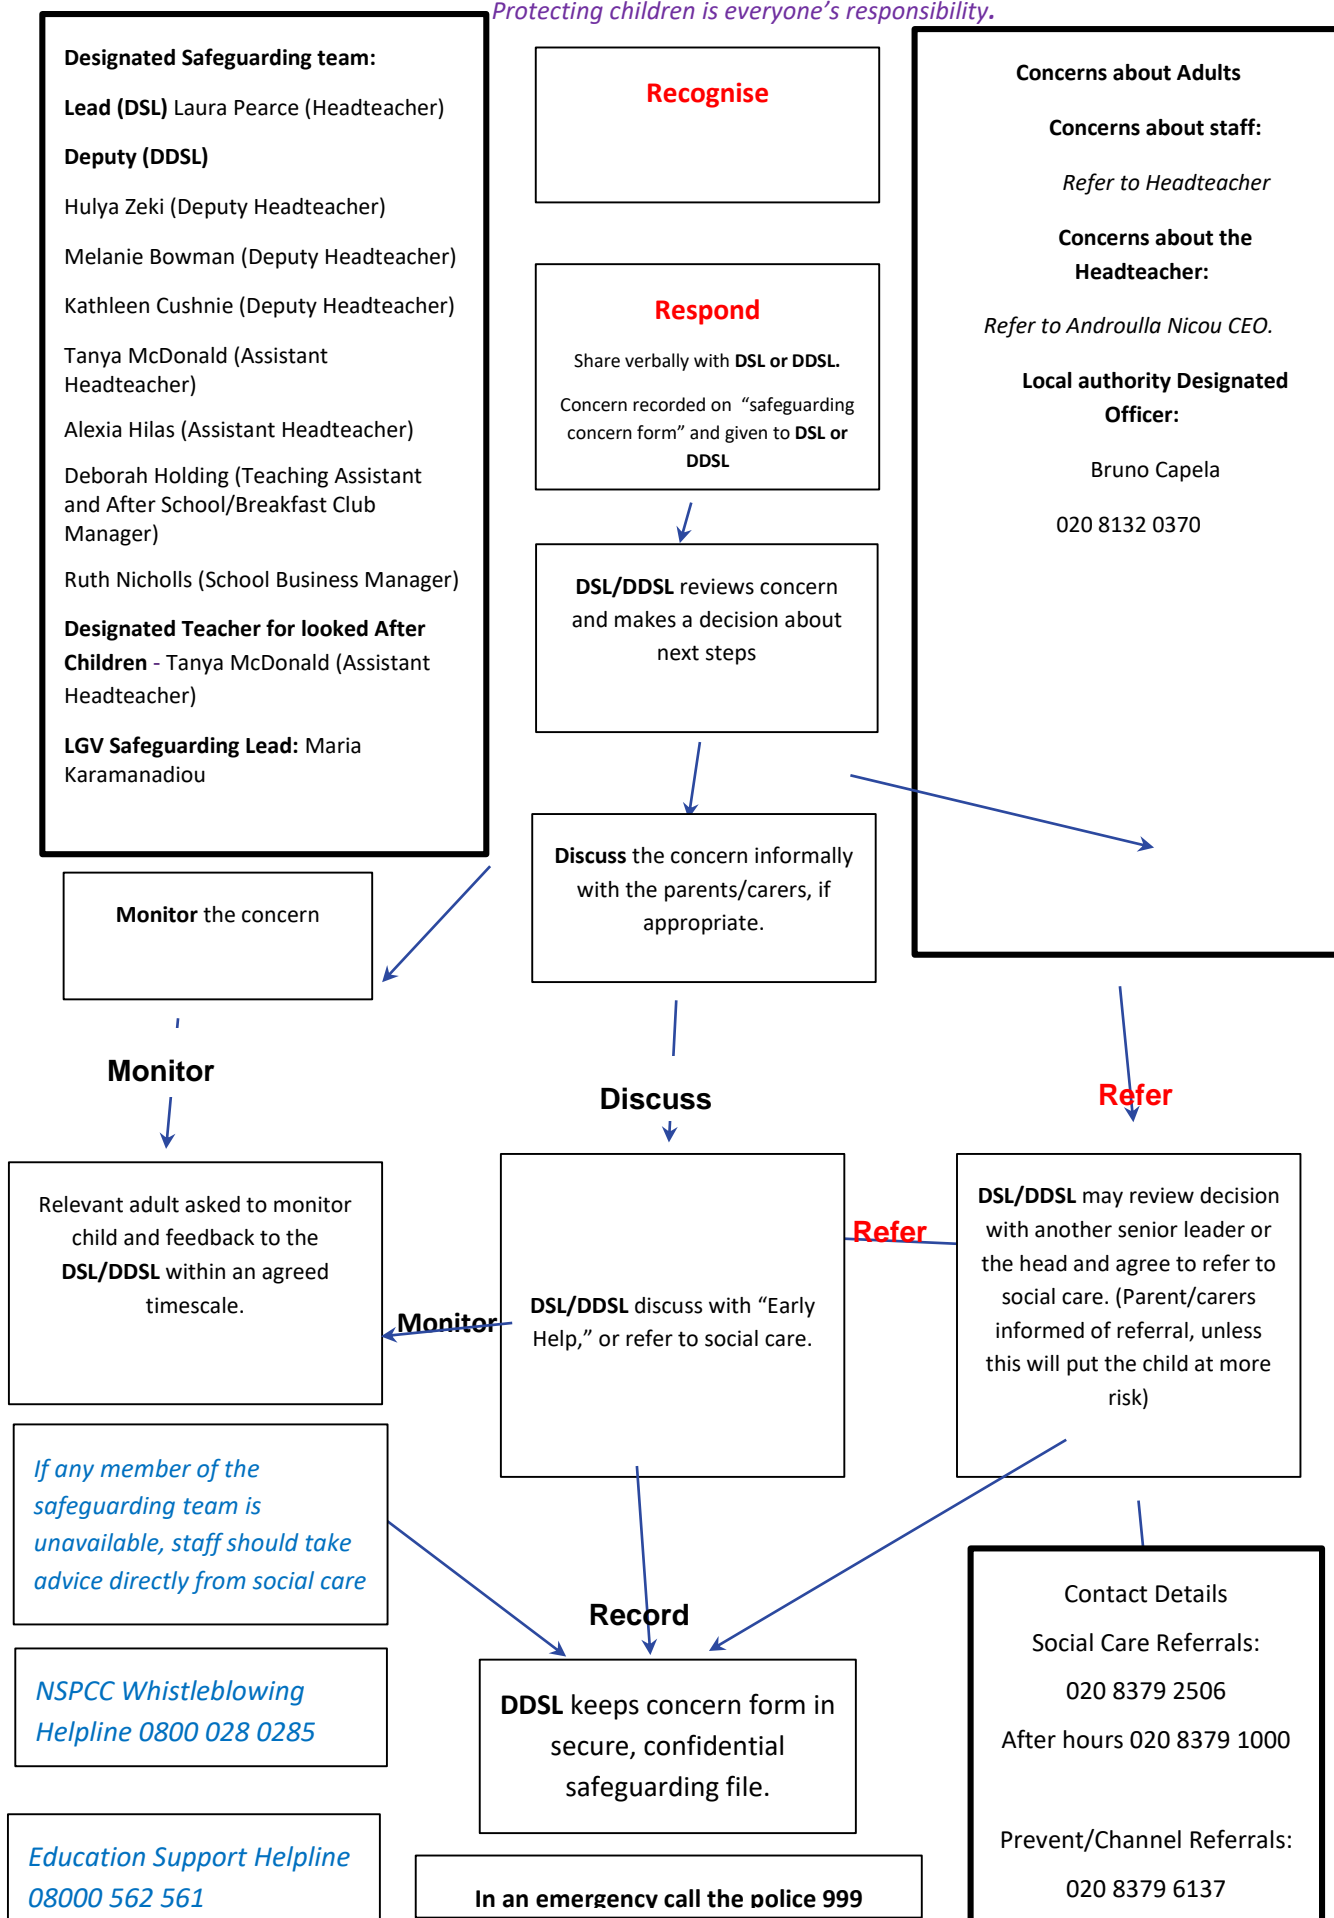 Protecting children is everyone’s responsibility.
Designated Safeguarding team:
Lead (DSL) Laura Pearce (Headteacher)
Deputy (DDSL)
Hulya Zeki (Deputy Headteacher)
Melanie Bowman (Deputy Headteacher)
Kathleen Cushnie (Deputy Headteacher)
Tanya McDonald (Assistant
Headteacher)
Alexia Hilas (Assistant Headteacher)
Deborah Holding (Teaching Assistant
and After School/Breakfast Club
Manager)
Ruth Nicholls (School Business Manager)
Designated Teacher for looked After
Children - Tanya McDonald (Assistant
Headteacher)
LGV Safeguarding Lead: Maria
Karamanadiou
Recognise
Respond
Share verbally with DSL or DDSL.
Concern recorded on “safeguarding
concern form” and given to DSL or
DDSL
DSL/DDSL reviews concern
and makes a decision about
next steps
Discuss the concern informally
with the parents/carers, if
appropriate.
Concerns about Adults
Concerns about staff:
Refer to Headteacher
Concerns about the
Headteacher:
Refer to Androulla Nicou CEO.
Local authority Designated
Officer:
Bruno Capela
020 8132 0370
Monitor the concern
Monitor
Discuss
Refer
Relevant adult asked to monitor
child and feedback to the
DSL/DDSL within an agreed
timescale.
Monitor
DSL/DDSL discuss with “Early
Help,” or refer to social care.
Refer
DSL/DDSL may review decision
with another senior leader or
the head and agree to refer to
social care. (Parent/carers
informed of referral, unless
this will put the child at more
risk)
If any member of the
safeguarding team is
unavailable, staff should take
advice directly from social care
NSPCC Whistleblowing
Helpline 0800 028 0285
Education Support Helpline
08000 562 561
Record
DDSL keeps concern form in
secure, confidential
safeguarding file.
In an emergency call the police 999
Contact Details
Social Care Referrals:
020 8379 2506
After hours 020 8379 1000
Prevent/Channel Referrals:
020 8379 6137